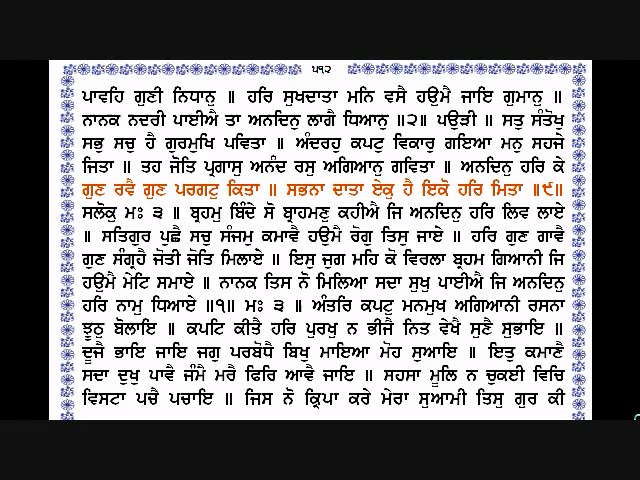 ੫੧੨
ਪਾਵਹਿ ਗੁਣੀ ਨਿਧਾਨੁ ॥ ਹਰਿ ਸੁਖਦਾਤਾ ਮਨਿ ਵਸੈ ਹਉਮੈ ਜਾਇ ਗੁਮਾਨੁ ॥
ਨਾਨਕ ਨਦਰੀ ਪਾਈਐ ਤਾ ਅਨਦਿਨੁ ਲਾਗੈ ਧਿਆਨੁ ॥੨॥ ਪਉੜੀ ॥ ਸਤੁ ਸੰਤੋਖੁ
ਸਭੁ ਸਚੁ ਹੈ ਗੁਰਮੁਖਿ ਪਵਿਤਾ ॥ ਅੰਦਰਹੁ ਕਪਟੁ ਵਿਕਾਰੁ ਗਇਆ ਮਨੁ ਸਹਜੇ
ਜਿਤਾ ॥ ਤਹ ਜੋਤਿ ਪ੍ਰਗਾਸੁ ਅਨੰਦ ਰਸੁ ਅਗਿਆਨੁ ਗਵਿਤਾ ॥ ਅਨਦਿਨੁ ਹਰਿ ਕੇ
ਗੁਣ ਰਵੈ ਗੁਣ ਪਰਗਟੁ ਕਿਤਾ ॥ ਸਭਨਾ ਦਾਤਾ ਏਕੁ ਹੈ ਇਕੋ ਹਰਿ ਮਿਤਾ ॥੯॥
ਸਲੋਕੁ ਮਃ ੩ ॥ ਬ੍ਰਹਮੁ ਬਿੰਦੇ ਸੋ ਬ੍ਰਾਹਮਣੁ ਕਹੀਐ ਜਿ ਅਨਦਿਨੁ ਹਰਿ ਲਿਵ ਲਾਏ
॥ ਸਤਿਗੁਰ ਪੁਛੈ ਸਚੁ ਸੰਜਮੁ ਕਮਾਵੈ ਹਉਮੈ ਰੋਗੁ ਤਿਸੁ ਜਾਏ ॥ ਹਰਿ ਗੁਣ ਗਾਵੈ
ਗੁਣ ਸੰਗ੍ਰਹੈ ਜੋਤੀ ਜੋਤਿ ਮਿਲਾਏ ॥ ਇਸੁ ਜੁਗ ਮਹਿ ਕੋ ਵਿਰਲਾ ਬ੍ਰਹਮ ਗਿਆਨੀ ਜਿ
ਹਉਮੈ ਮੇਟਿ ਸਮਾਏ ॥ ਨਾਨਕ ਤਿਸ ਨੋ ਮਿਲਿਆ ਸਦਾ ਸੁਖੁ ਪਾਈਐ ਜਿ ਅਨਦਿਨੁ
ਹਰਿ ਨਾਮੁ ਧਿਆਏ ॥੧॥ ਮਃ ੩ ॥ ਅੰਤਰਿ ਕਪਟੁ ਮਨਮੁਖ ਅਗਿਆਨੀ ਰਸਨਾ
ਝੂਠੁ ਬੋਲਾਇ ॥ ਕਪਟਿ ਕੀਤੈ ਹਰਿ ਪੁਰਖੁ ਨ ਭੀਜੈ ਨਿਤ ਵੇਖੈ ਸੁਣੈ ਸੁਭਾਇ ॥
ਦੂਜੈ ਭਾਇ ਜਾਇ ਜਗੁ ਪਰਬੋਧੈ ਬਿਖੁ ਮਾਇਆ ਮੋਹ ਸੁਆਇ ॥ ਇਤੁ ਕਮਾਣੈ
ਸਦਾ ਦੁਖੁ ਪਾਵੈ ਜੰਮੈ ਮਰੈ ਫਿਰਿ ਆਵੈ ਜਾਇ ॥ ਸਹਸਾ ਮੂਲਿ ਨ ਚੁਕਈ ਵਿਚਿ
ਵਿਸਟਾ ਪਚੈ ਪਚਾਇ ॥ ਜਿਸ ਨੋ ਕ੍ਰਿਪਾ ਕਰੇ ਮੇਰਾ ਸੁਆਮੀ ਤਿਸੁ ਗੁਰ ਕੀ